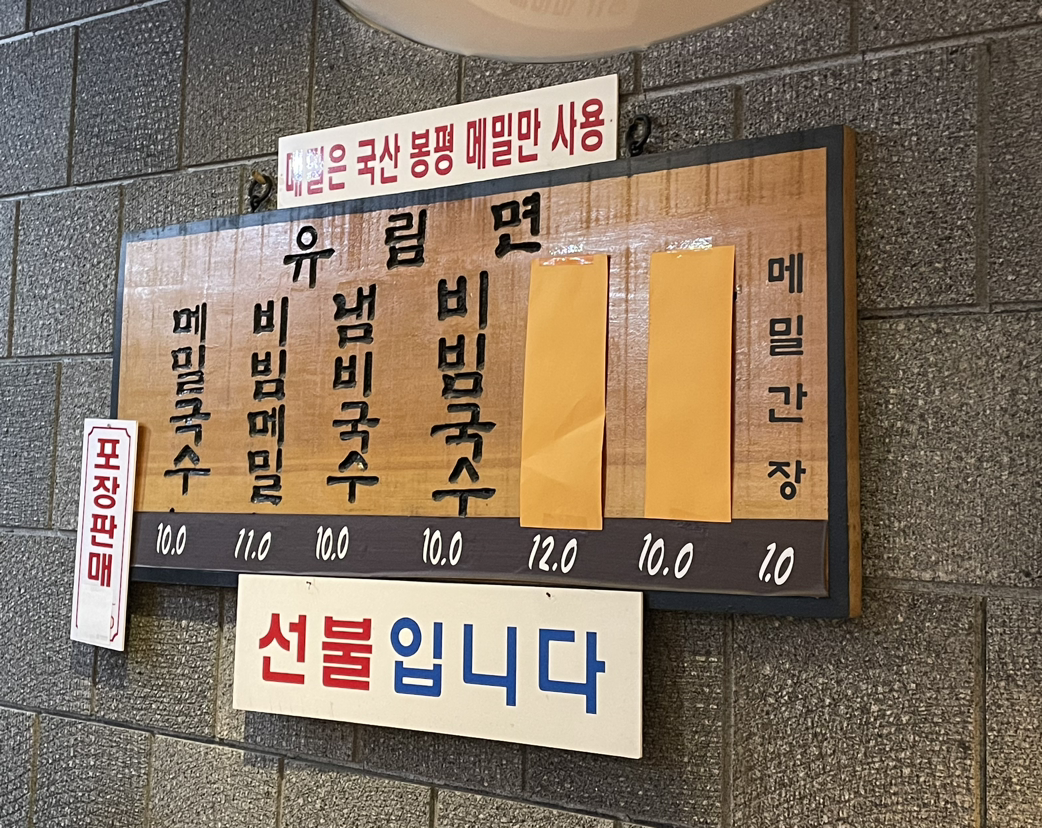 메밀은 국산 봉평 메밀만 사용
유림면
메밀국수
비빔메밀
냄비국수
비빔국수
메밀간장
10.0 11.0 10.0 10.0 12.0 10.0 1.0
포장판매
선불입니다